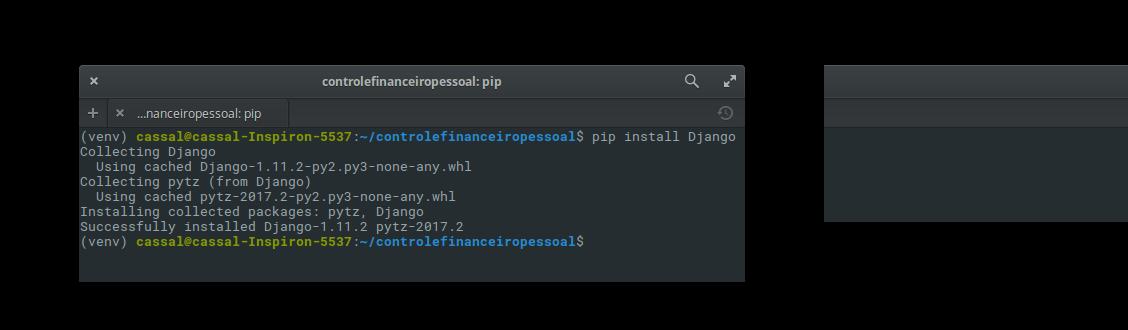 controlefinanceiropessoal: pip
...nanceiropessoal: pip
(venv) cassal@cassal-Inspiron-5537:~/controlefinanceiropessoal$ pip install Django
Collecting Django
  Using cached Django-1.11.2-py2.py3-none-any.whl
Collecting pytz (from Django)
  Using cached pytz-2017.2-py2.py3-none-any.whl
Installing collected packages: pytz, Django
Successfully installed Django-1.11.2 pytz-2017.2
(venv) cassal@cassal-Inspiron-5537:~/controlefinanceiropessoal$